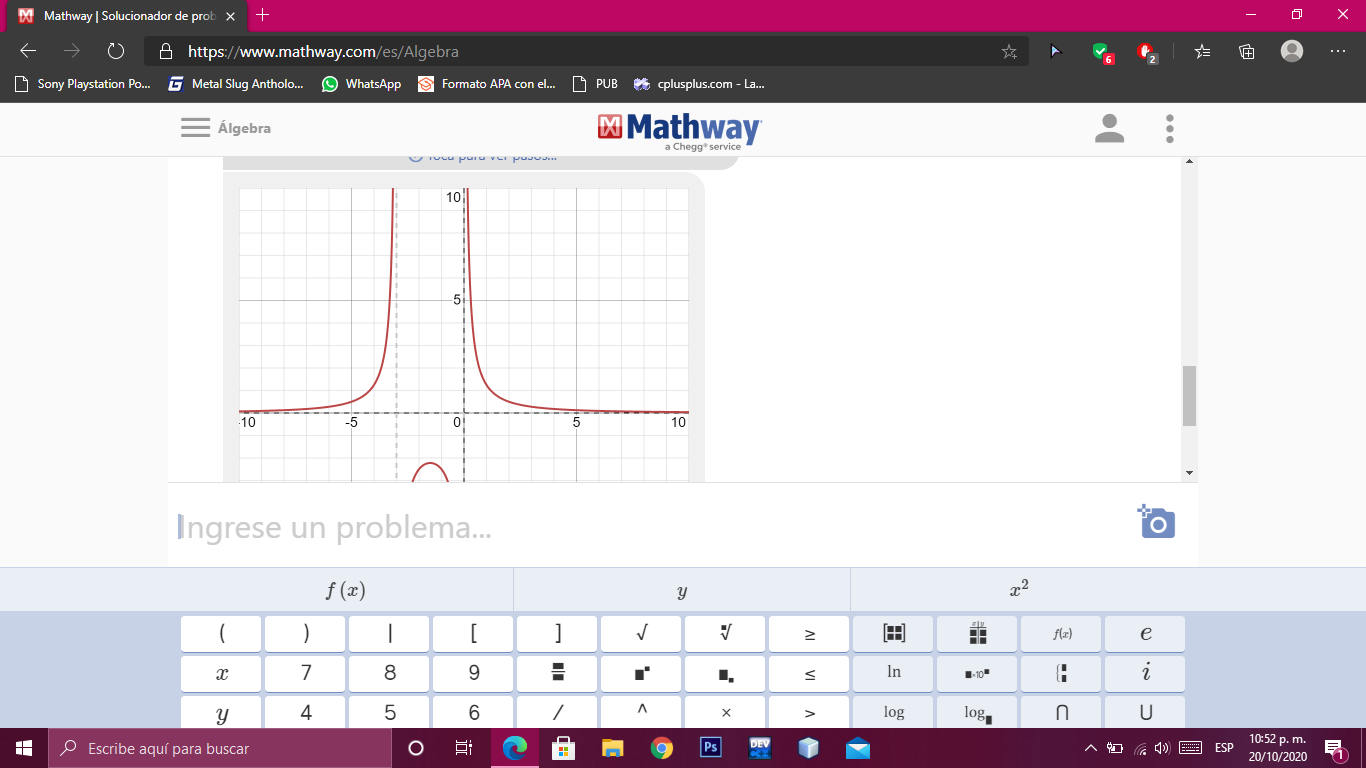 Mathway | Solucionador de prob
https://www.mathway.com/es/Algebra
6
2
Sony Playstation Po...
Metal Slug Antholo...
WhatsApp
Formato APA con el...
PUB
cplusplus.com - La...
Álgebra
Mathway
a Chegg® service
Toca para ver pasos...
10
5
-10
-5
0
5
10
Ingrese un problema...
f (x)
y
x²
( ) | [ ] √ ∛ ≥ f(x) e
x 7 8 9 ≤ ln ×10 i
y 4 5 6 / ^ × > log log ∩ U
Escribe aquí para buscar
Ps
DEV
ESP
10:52 p. m.
20/10/2020
1